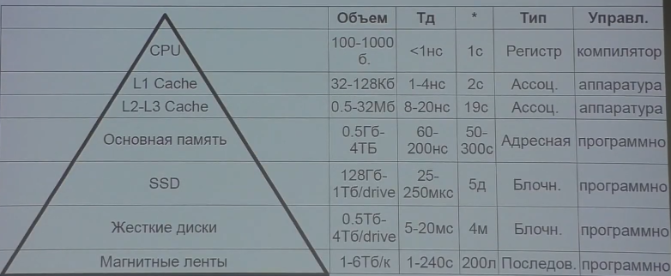 Объем Тд * Тип Управл.
CPU 100-1000 б. <1нс 1с Регистр компилятор
L1 Cache 32-128Кб 1-4нс 2с Ассоц. аппаратура
L2-L3 Cache 0.5-32Мб 8-20нс 19с Ассоц. аппаратура
Основная память 0.5Гб-4ТБ 60-200нс 50-300с Адресная программно
SSD 128Гб-1Тб/drive 25-250мкс 5д Блочн. программно
Жесткие диски 0.5Тб-4Тб/drive 5-20мс 4м Блочн. программно
Магнитные ленты 1-6Тб/к 1-240с 200л Последов. программно